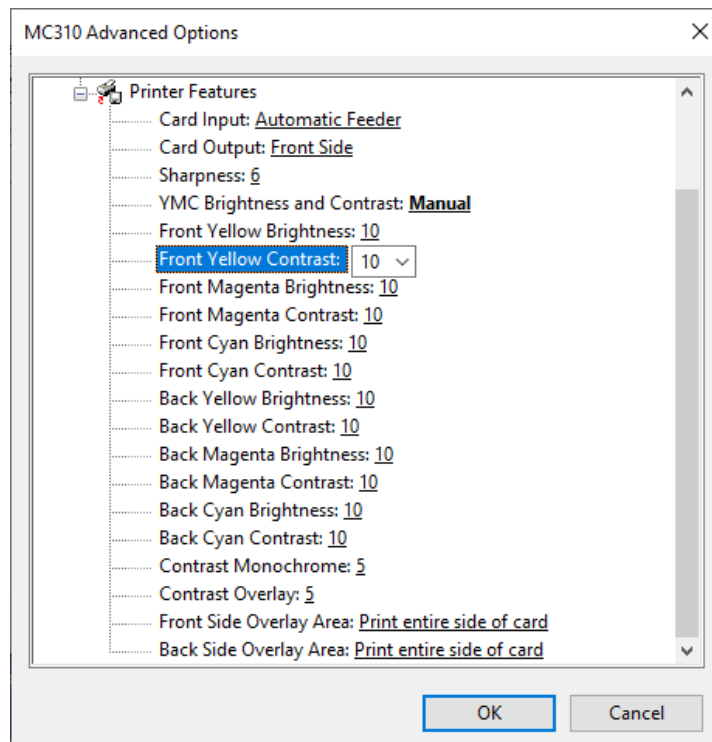 MC310 Advanced Options
Printer Features
Card Input: Automatic Feeder
Card Output: Front Side
Sharpness: 6
YMC Brightness and Contrast: Manual
Front Yellow Brightness: 10
Front Yellow Contrast: 10
Front Magenta Brightness: 10
Front Magenta Contrast: 10
Front Cyan Brightness: 10
Front Cyan Contrast: 10
Back Yellow Brightness: 10
Back Yellow Contrast: 10
Back Magenta Brightness: 10
Back Magenta Contrast: 10
Back Cyan Brightness: 10
Back Cyan Contrast: 10
Contrast Monochrome: 5
Contrast Overlay: 5
Front Side Overlay Area: Print entire side of card
Back Side Overlay Area: Print entire side of card
OK Cancel